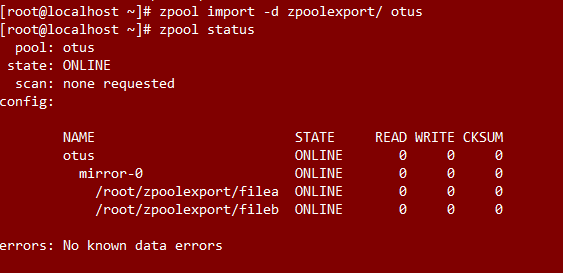 [root@localhost ~]# zpool import -d zpoolexport/ otus
[root@localhost ~]# zpool status
  pool: otus
 state: ONLINE
  scan: none requested
config:

        NAME                         STATE     READ WRITE CKSUM
        otus                         ONLINE       0     0     0
          mirror-0                   ONLINE       0     0     0
            /root/zpoolexport/filea  ONLINE       0     0     0
            /root/zpoolexport/fileb  ONLINE       0     0     0

errors: No known data errors